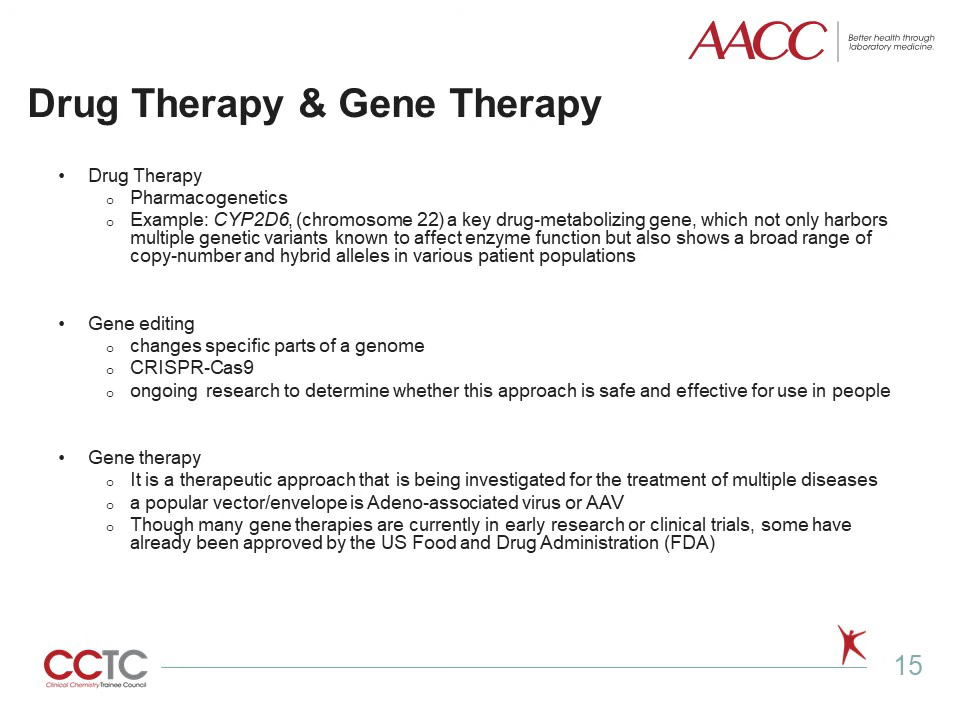 AACC
Better health through
laboratory medicine.
Drug Therapy & Gene Therapy
• Drug Therapy
o Pharmacogenetics
o Example: CYP2D6, (chromosome 22) a key drug-metabolizing gene, which not only harbors
multiple genetic variants known to affect enzyme function but also shows a broad range of
copy-number and hybrid alleles in various patient populations
• Gene editing
o changes specific parts of a genome
o CRISPR-Cas9
o ongoing research to determine whether this approach is safe and effective for use in people
• Gene therapy
o It is a therapeutic approach that is being investigated for the treatment of multiple diseases
o a popular vector/envelope is Adeno-associated virus or AAV
o Though many gene therapies are currently in early research or clinical trials, some have
already been approved by the US Food and Drug Administration (FDA)
CCTC
Clinical Chemistry Trainee Council
15